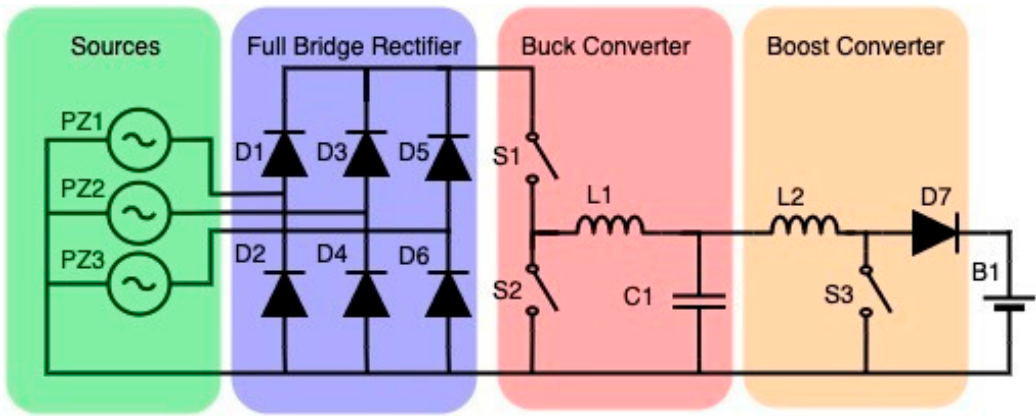 Sources
Full Bridge Rectifier
Buck Converter
Boost Converter
PZ1
PZ2
PZ3
D1
D3
D5
D2
D4
D6
S1
S2
L1
C1
L2
S3
D7
B1